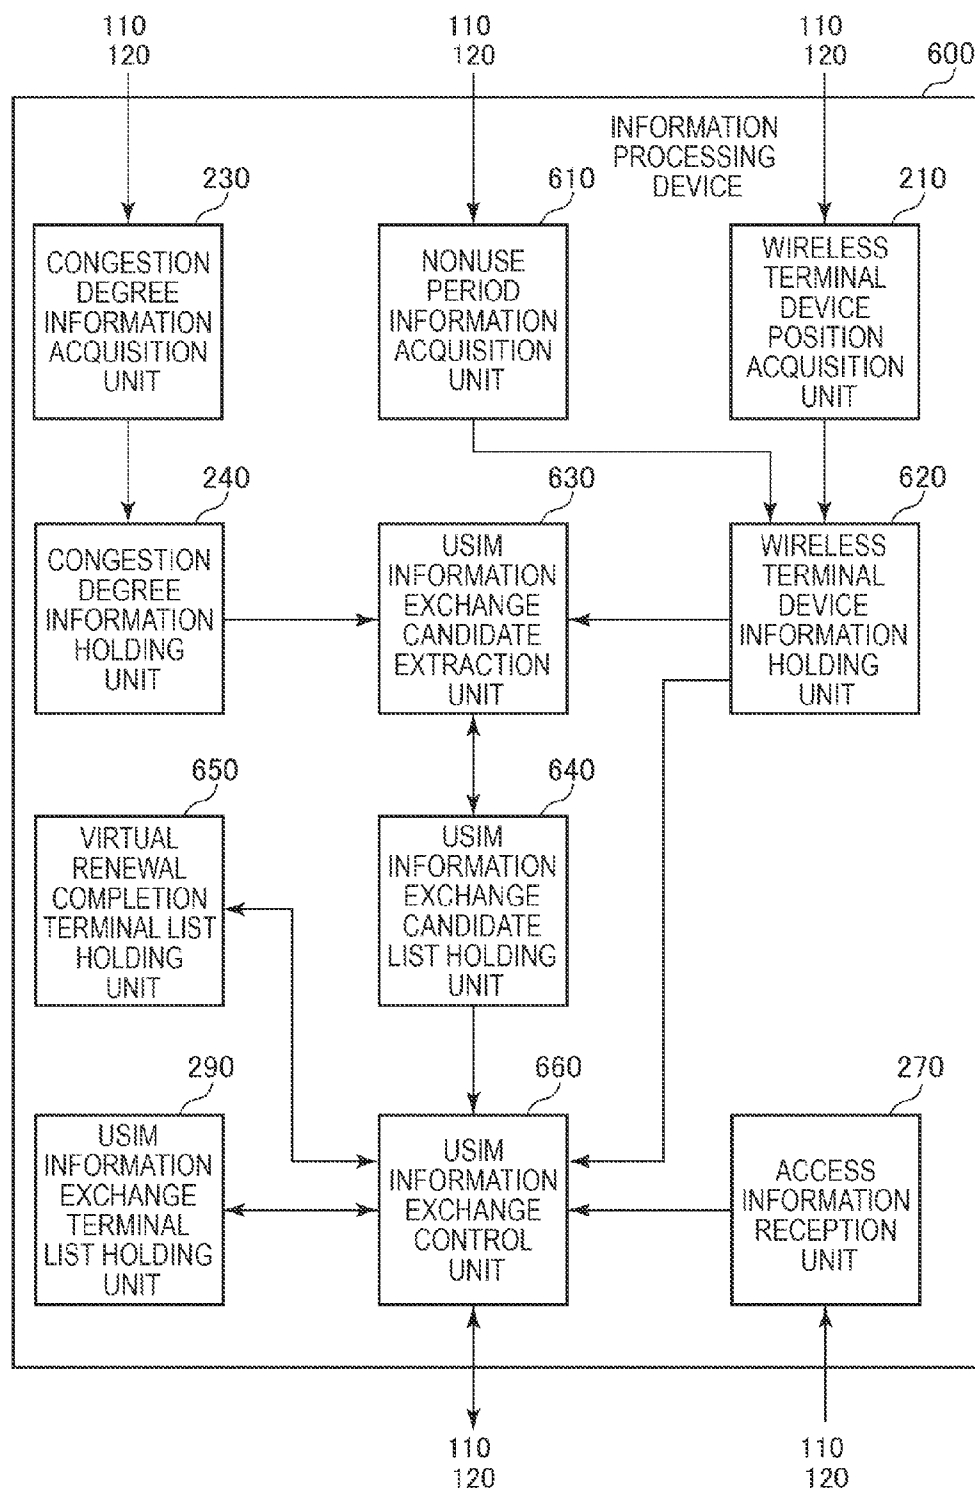 110
120
110
120
110
120
600
INFORMATION
PROCESSING
DEVICE
230
CONGESTION
DEGREE
INFORMATION
ACQUISITION
UNIT
610
NONUSE
PERIOD
INFORMATION
ACQUISITION
UNIT
210
WIRELESS
TERMINAL
DEVICE
POSITION
ACQUISITION
UNIT
240
CONGESTION
DEGREE
INFORMATION
HOLDING
UNIT
630
USIM
INFORMATION
EXCHANGE
CANDIDATE
EXTRACTION
UNIT
620
WIRELESS
TERMINAL
DEVICE
INFORMATION
HOLDING
UNIT
650
VIRTUAL
RENEWAL
COMPLETION
TERMINAL LIST
HOLDING
UNIT
640
USIM
INFORMATION
EXCHANGE
CANDIDATE
LIST HOLDING
UNIT
290
USIM
INFORMATION
EXCHANGE
TERMINAL
LIST HOLDING
UNIT
660
USIM
INFORMATION
EXCHANGE
CONTROL
UNIT
270
ACCESS
INFORMATION
RECEPTION
UNIT
110
120
110
120